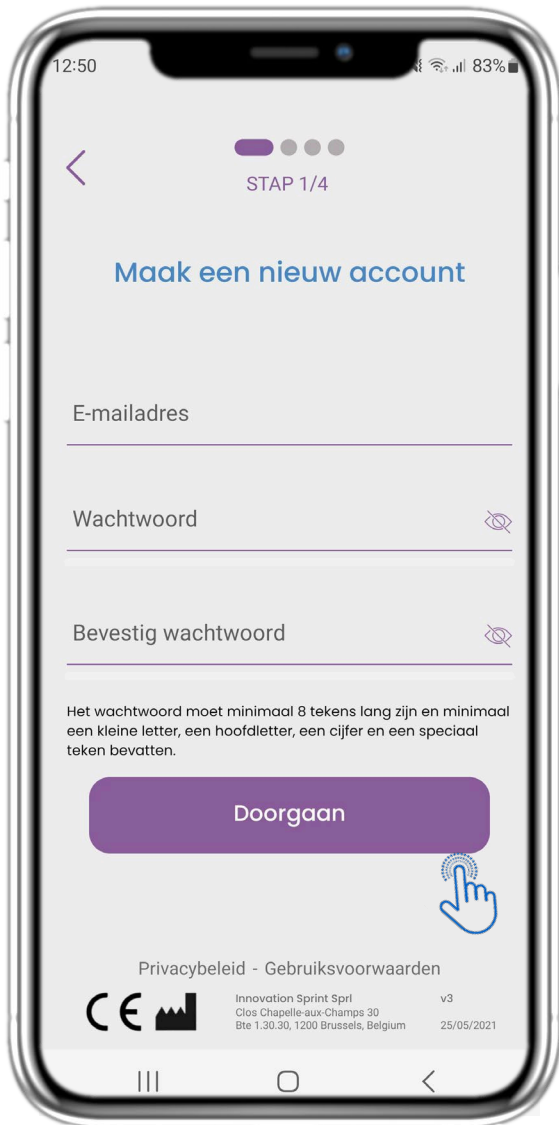 12:50
83%
STAP 1/4
Maak een nieuw account
E-mailadres
Wachtwoord
Bevestig wachtwoord
Het wachtwoord moet minimaal 8 tekens lang zijn en minimaal
een kleine letter, een hoofdletter, een cijfer en een speciaal
teken bevatten.
Doorgaan
Privacybeleid - Gebruiksvoorwaarden
CE
Innovation Sprint Sprl
Clos Chapelle-aux-Champs 30
Bte 1.30.30, 1200 Brussels, Belgium
v3
25/05/2021